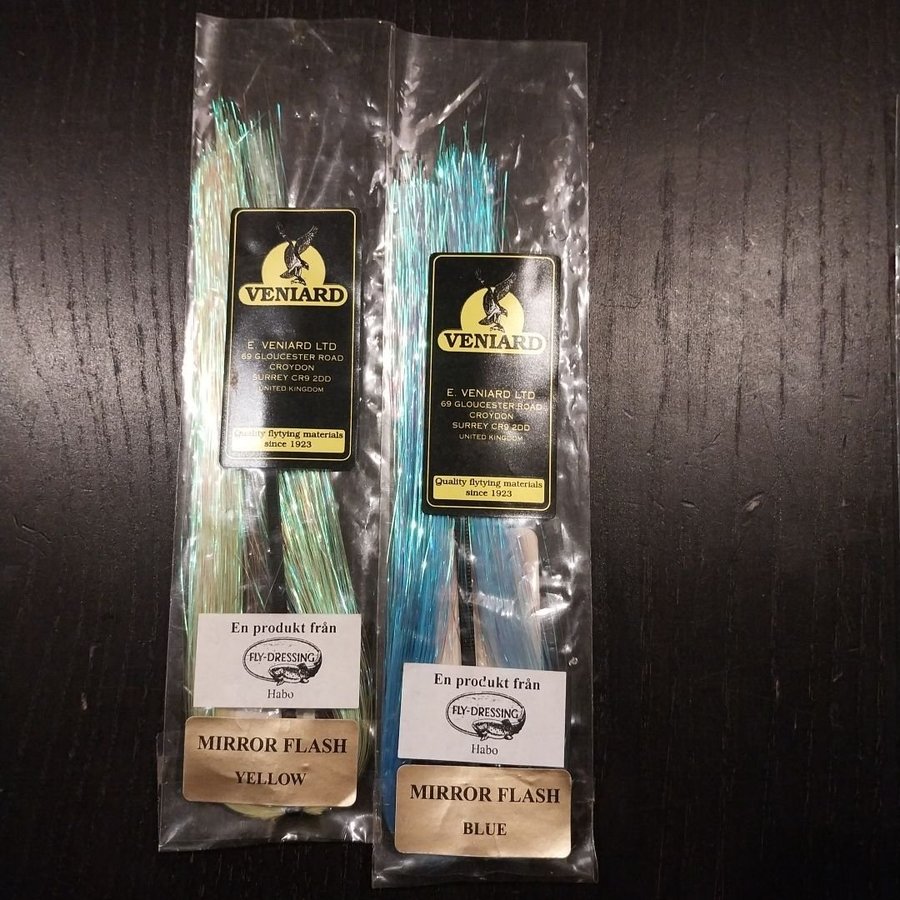 VENIARD
E. VENIARD LTD
69 GLOUCESTER ROAD
CROYDON
SURREY CR9 2DD
UNITED KINGDOM
Quality flytying materials
since 1923
En produkt från
FLY-DRESSING
Habo
MIRROR FLASH
YELLOW
VENIARD
E. VENIARD LTD
69 GLOUCESTER ROAD
CROYDON
SURREY CR9 2DD
UNITED KINGDOM
Quality flytying materials
since 1923
En produkt från
FLY-DRESSING
Habo
MIRROR FLASH
BLUE